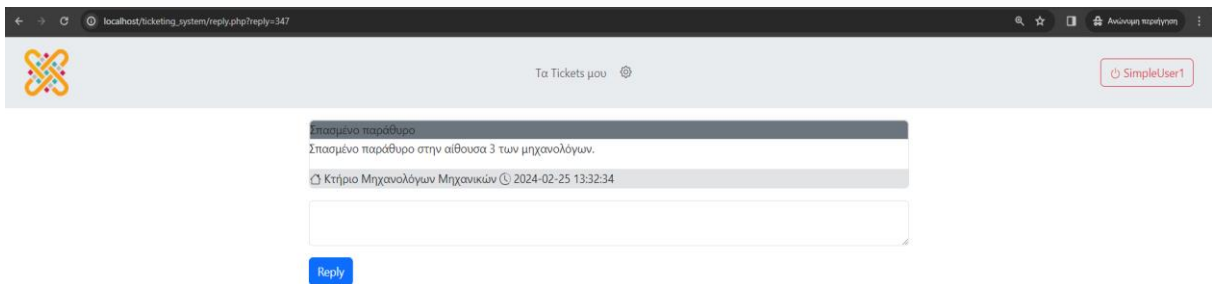 localhost/ticketing_system/reply.php?reply=347
Ανώνυμη περιήγηση
Τα Tickets μου
SimpleUser1
Σπασμένο παράθυρο
Σπασμένο παράθυρο στην αίθουσα 3 των μηχανολόγων.
Κτήριο Μηχανολόγων Μηχανικών 2024-02-25 13:32:34
Reply